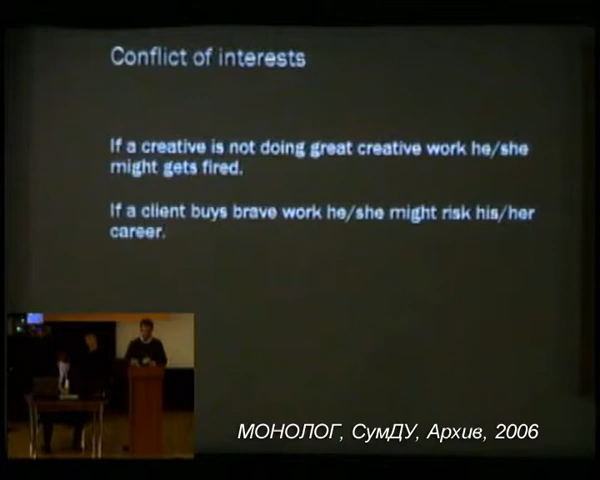 Conflict of interests
If a creative is not doing great creative work he/she
might gets fired.
If a client buys brave work he/she might risk his/her
career.
МОНОЛОГ, СумДУ, Архив, 2006